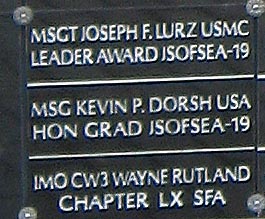 MSGT JOSEPH F. LURZ USMC
LEADER AWARD JSOFSEA-19
MSG KEVIN P. DORSH USA
HON GRAD JSOFSEA-19
IMO CW3 WAYNE RUTLAND
CHAPTER LX SFA